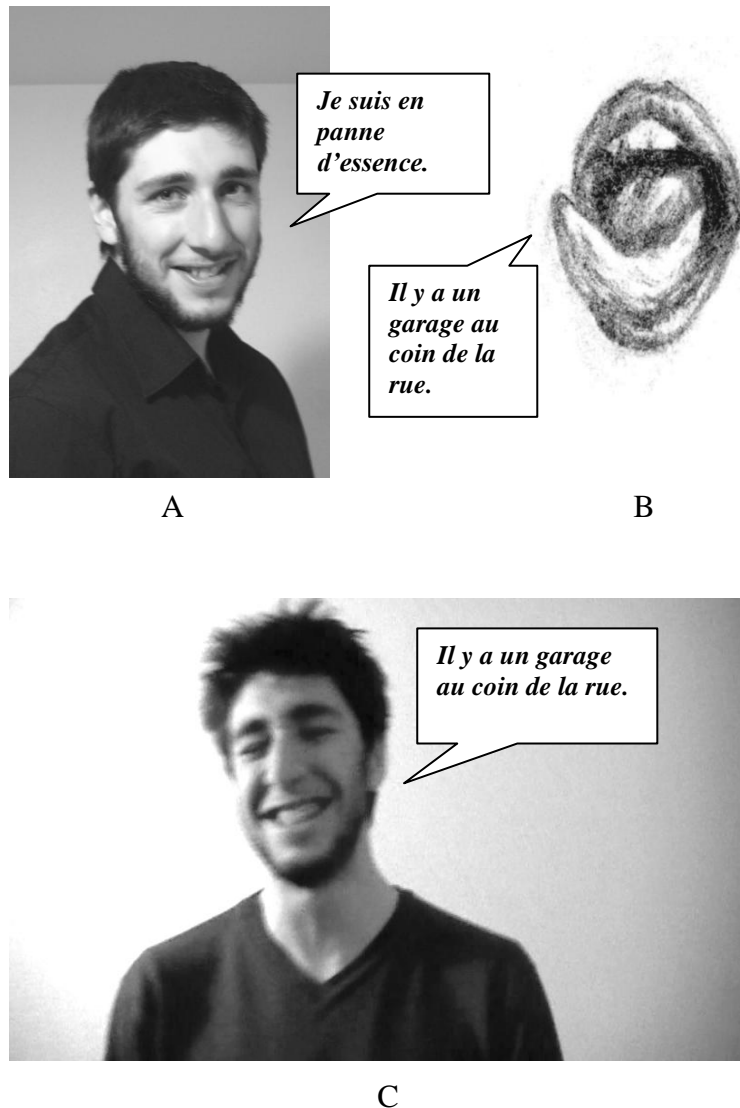 Je suis en
panne
d’essence.
Il y a un
garage au
coin de la
rue.
A
B
Il y a un garage
au coin de la rue.
C